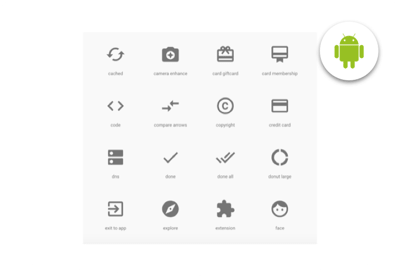 cached camera enhance card giftcard card membership
code compare arrows copyright credit card
dns done done all donut large
exit to app explore extension face